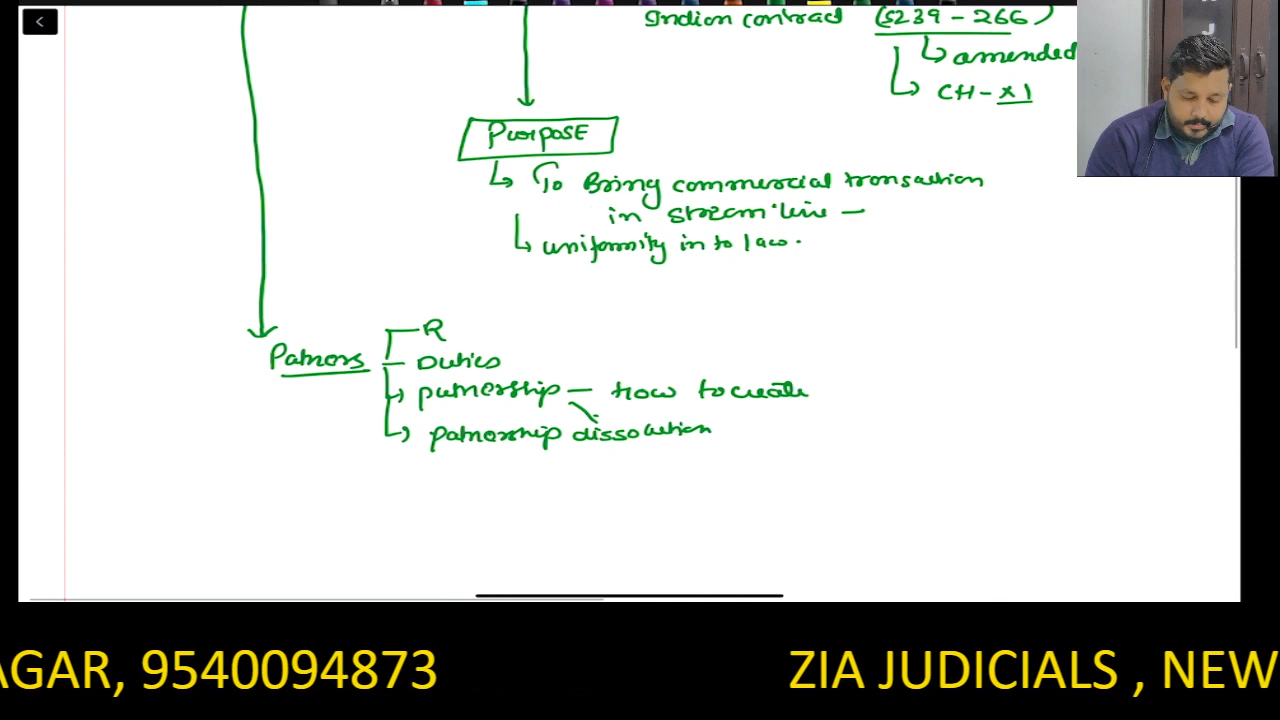 Indian contract (S239 - 266)
amended
CH - XI
PurposE
To Bring commercial transaction
in stream line -
uniformity in to law.
R
Patners
Duties
patnership - How to create
patnership dissolution
AGAR, 9540094873 ZIA JUDICIALS , NEW